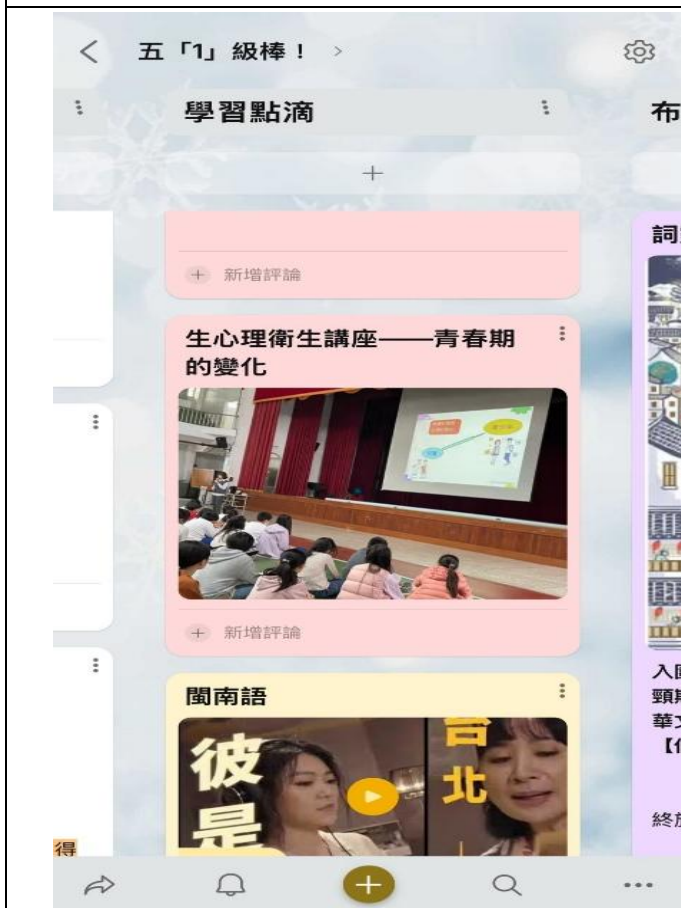 五「1」級棒！ >
學習點滴
布
+
+ 新增評論
詞
生心理衛生講座——青春期
的變化
+ 新增評論
閩南語
彼
是
台
北
得
入
華
終